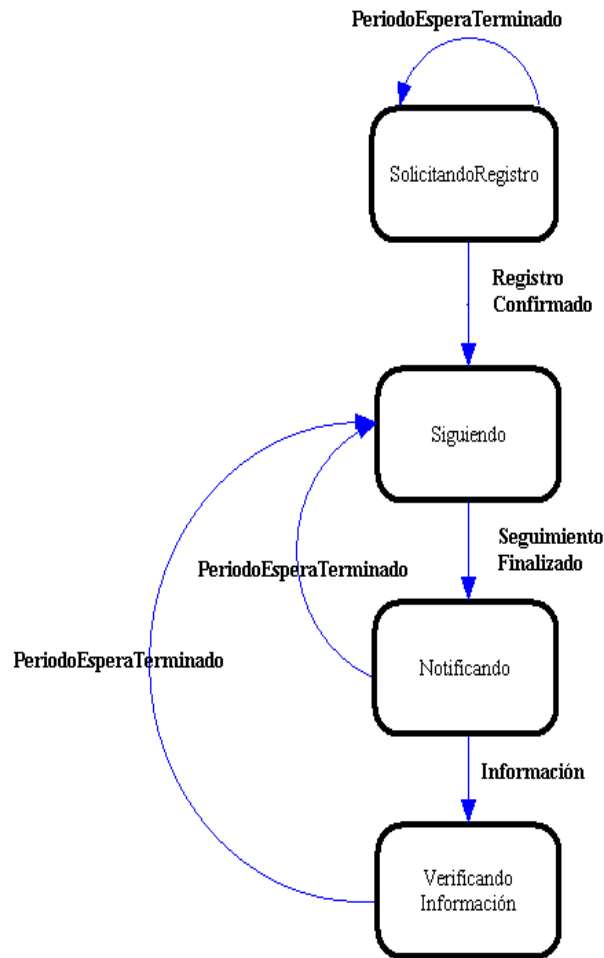 PeriodoEsperaTerminado
SolicitandoRegistro
Registro
Confirmado
Siguiendo
Seguimiento
Finalizado
PeriodoEsperaTerminado
PeriodoEsperaTerminado
Notificando
Información
Verificando
Información